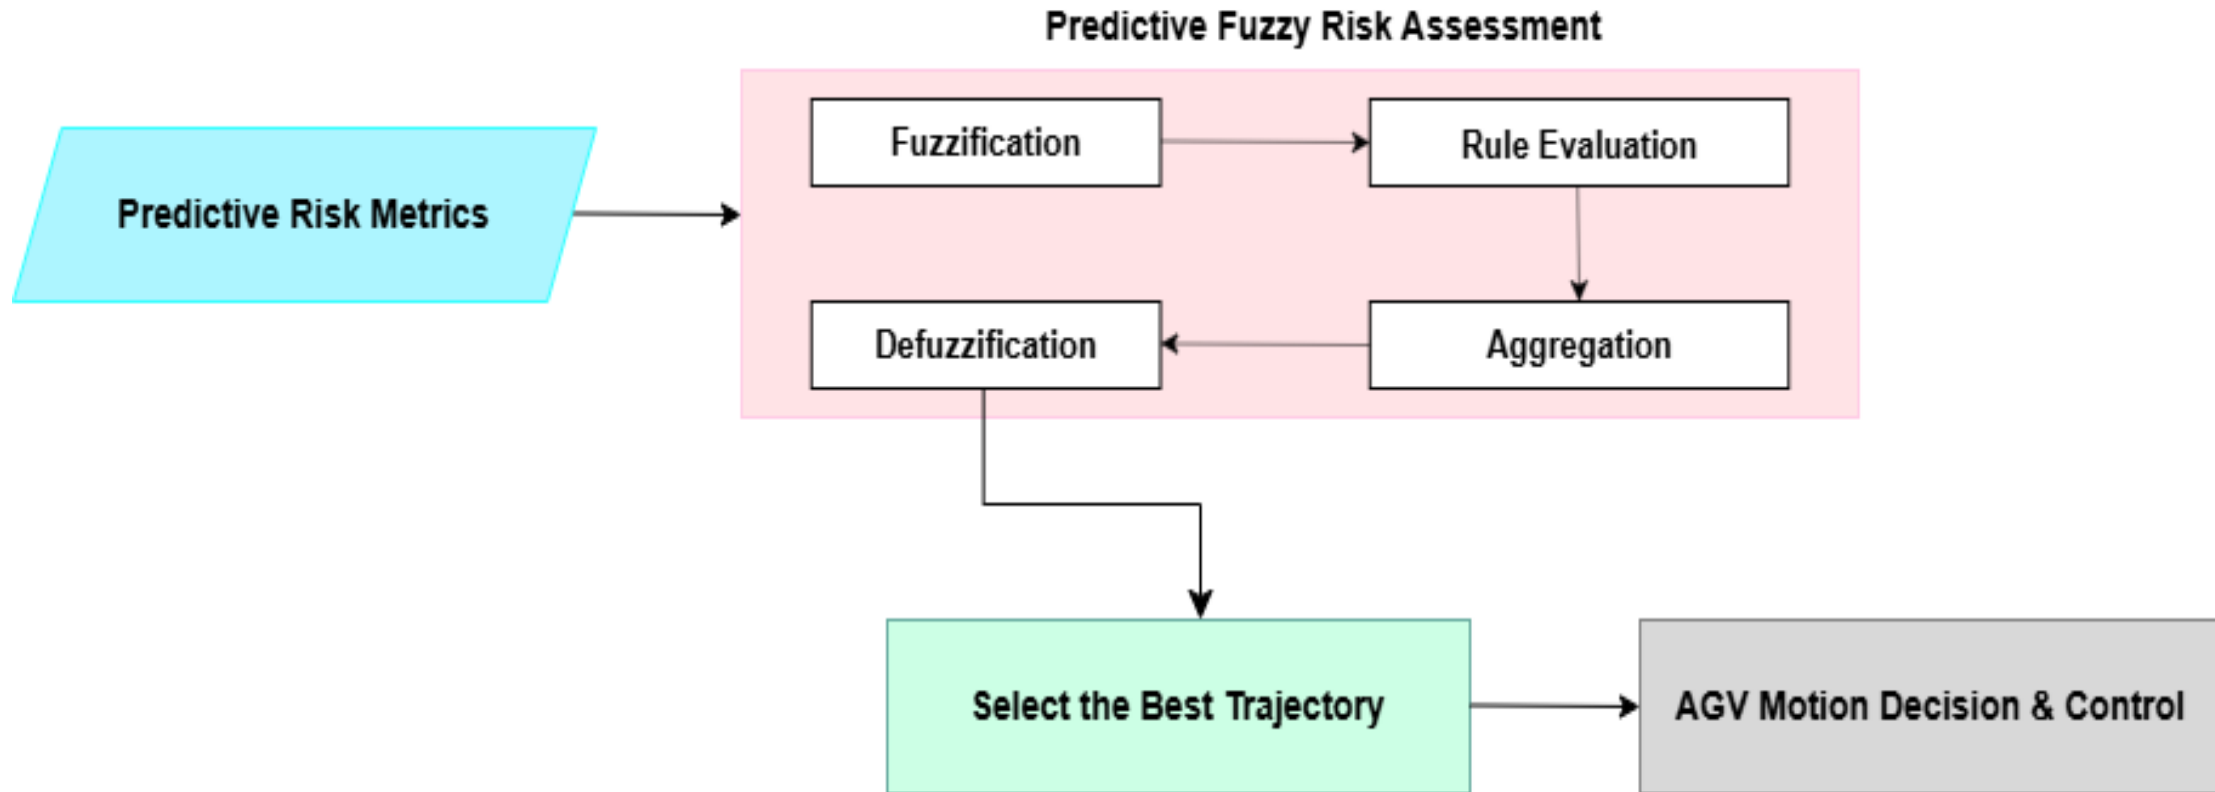 Predictive Fuzzy Risk Assessment
Fuzzification
Rule Evaluation
Predictive Risk Metrics
Defuzzification
Aggregation
Select the Best Trajectory
AGV Motion Decision & Control